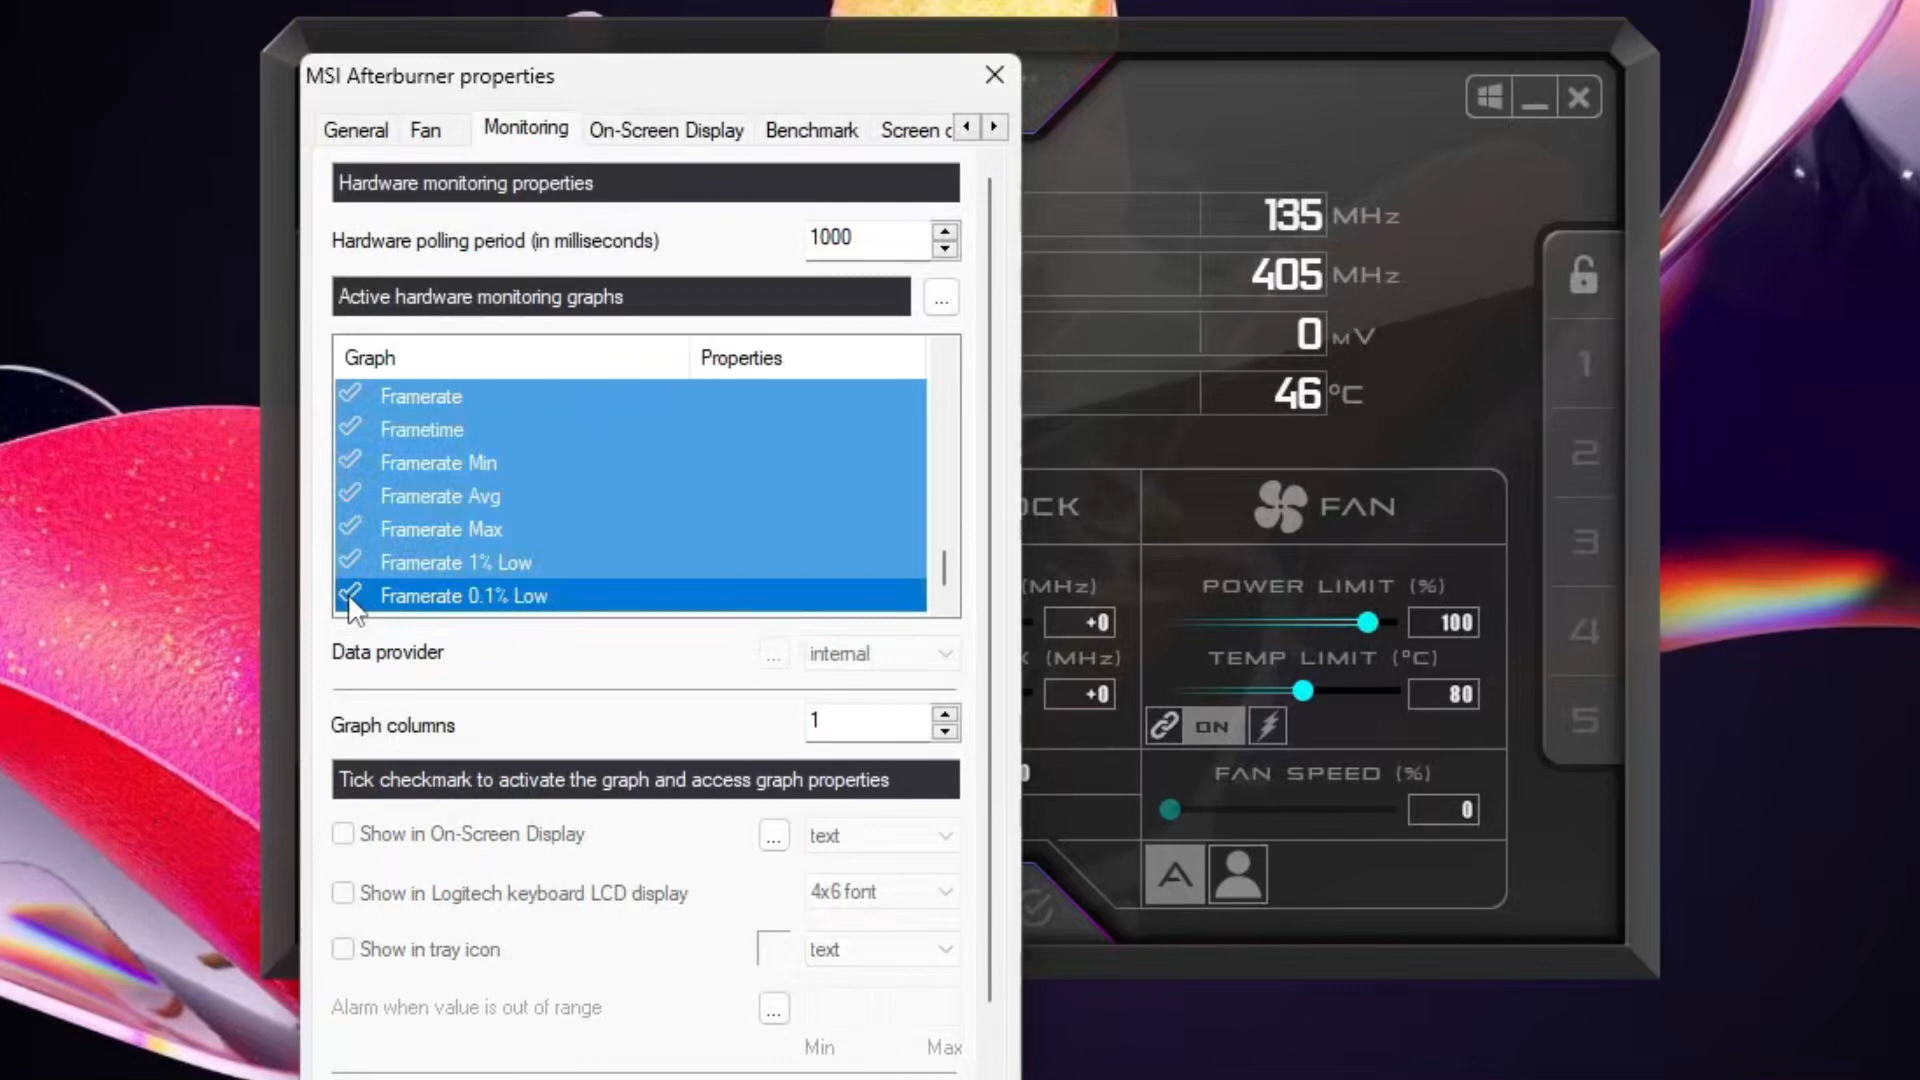 MSI Afterburner properties
General Fan Monitoring On-Screen Display Benchmark Screen c
Hardware monitoring properties
Hardware polling period (in milliseconds) 1000
Active hardware monitoring graphs ...
Graph Properties
Framerate
Frametime
Framerate Min
Framerate Avg
Framerate Max
Framerate 1% Low
Framerate 0.1% Low
Data provider ... internal
Graph columns 1
Tick checkmark to activate the graph and access graph properties
Show in On-Screen Display ... text
Show in Logitech keyboard LCD display 4x6 font
Show in tray icon text
Alarm when value is out of range ...
Min Max
135 MHz
405 MHz
0 mV
46 °C
OCK
(MHz) +0
(MHz) +0
0
FAN
POWER LIMIT (%)
100
TEMP LIMIT (°C)
80
ON
FAN SPEED (%)
0
A
1
2
3
4
5